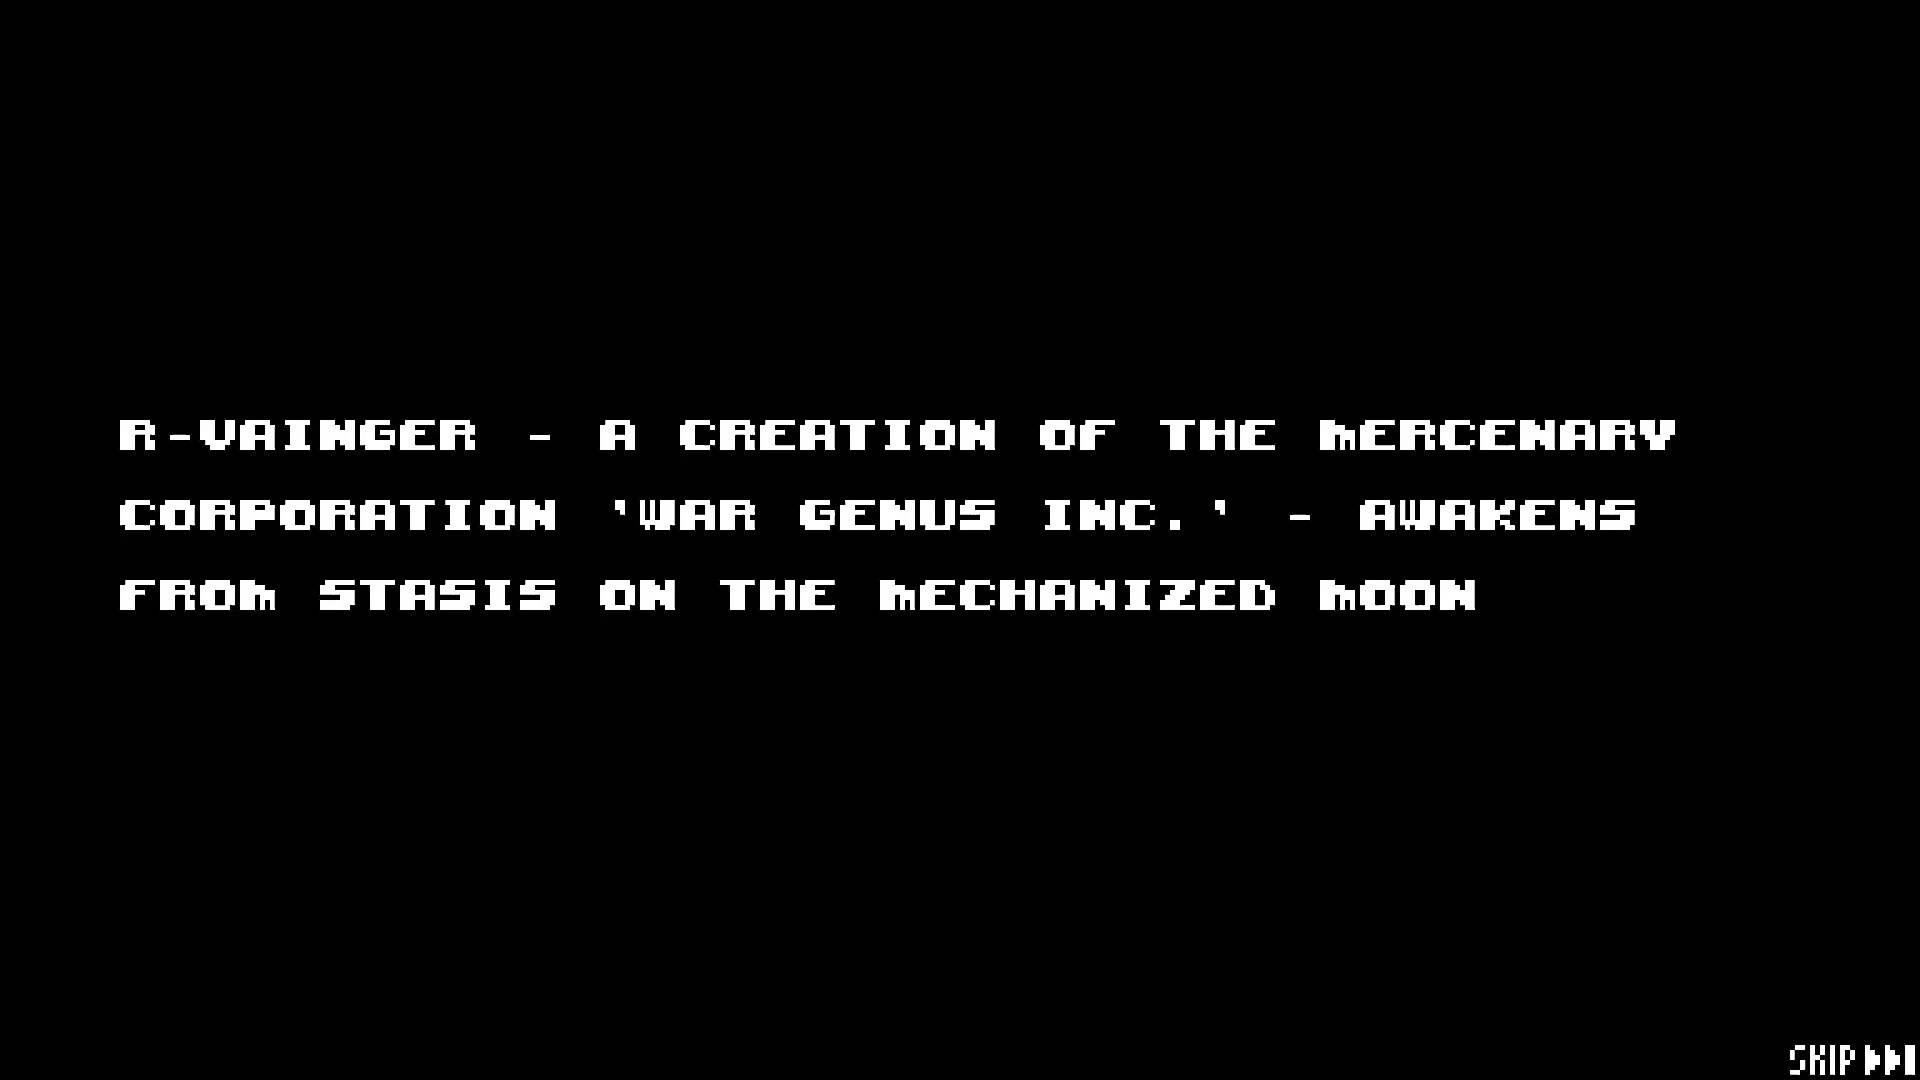 R-VAINGER - A CREATION OF THE MERCENARY
CORPORATION 'WAR GENUS INC.' - AWAKENS
FROM STASIS ON THE MECHANIZED MOON
SKIP